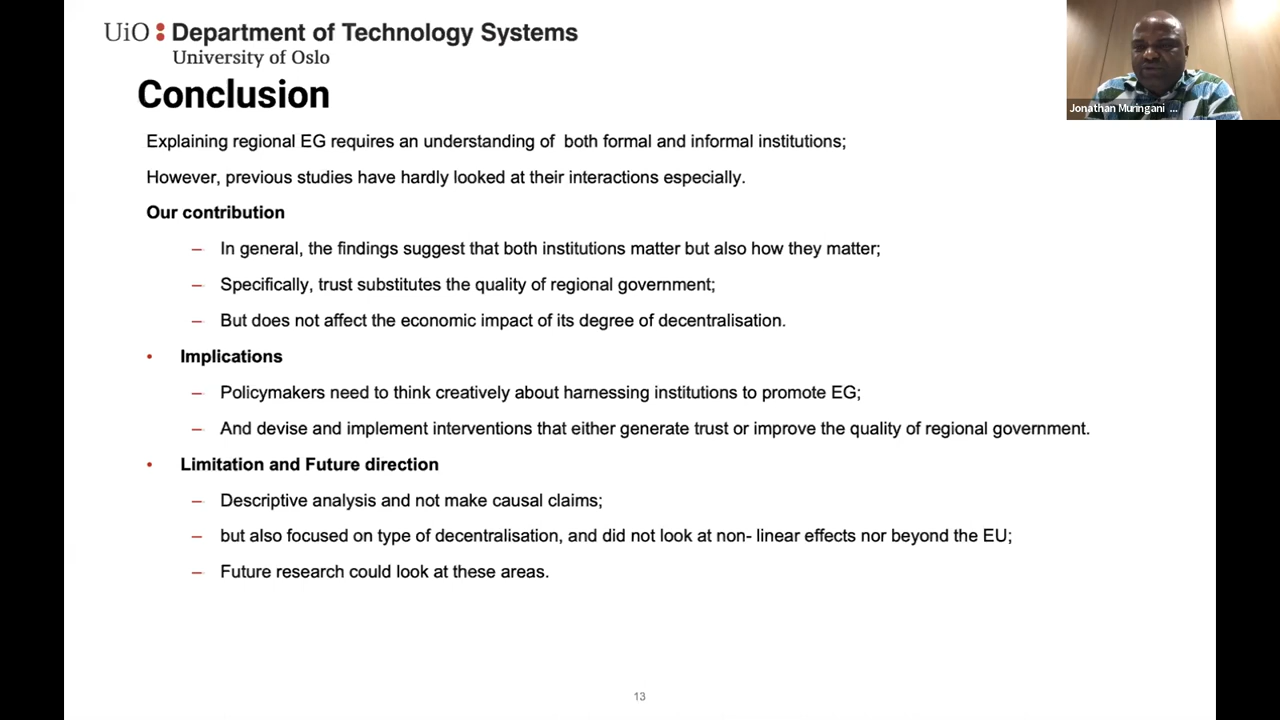 UiO : Department of Technology Systems
University of Oslo
Conclusion
Jonathan Muringani ...
Explaining regional EG requires an understanding of both formal and informal institutions;
However, previous studies have hardly looked at their interactions especially.
Our contribution
– In general, the findings suggest that both institutions matter but also how they matter;
– Specifically, trust substitutes the quality of regional government;
– But does not affect the economic impact of its degree of decentralisation.
• Implications
– Policymakers need to think creatively about harnessing institutions to promote EG;
– And devise and implement interventions that either generate trust or improve the quality of regional government.
• Limitation and Future direction
– Descriptive analysis and not make causal claims;
– but also focused on type of decentralisation, and did not look at non- linear effects nor beyond the EU;
– Future research could look at these areas.
13